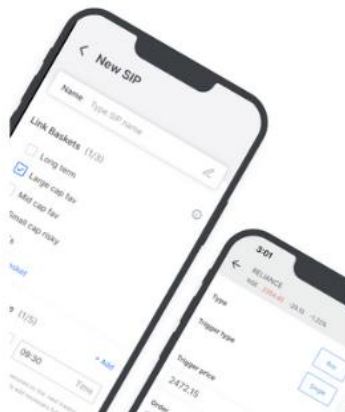 New SIP
Name Type SIP name
Link Baskets (1/3)
Long term
Large cap fav
Mid cap fav
Small cap risky
(1/5)
09:30 Time
+ Add
3:01
RELIANCE
NSE
Type
Buy
Trigger type
Single
Trigger price
2472.15
Order